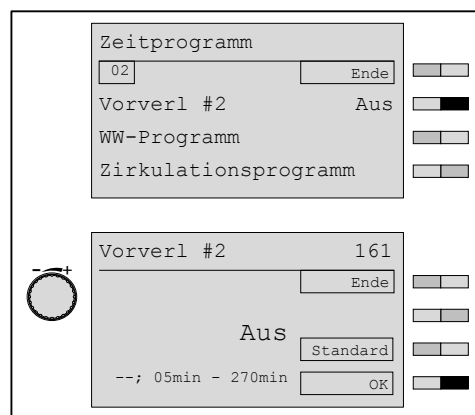 Zeitprogramm
02 Ende
Vorverl #2 Aus
WW-Programm
Zirkulationsprogramm
Vorverl #2 161
Ende
- +
Aus
Standard
--; 05min - 270min OK